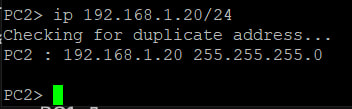 PC2> ip 192.168.1.20/24
Checking for duplicate address...
PC2 : 192.168.1.20 255.255.255.0
PC2>